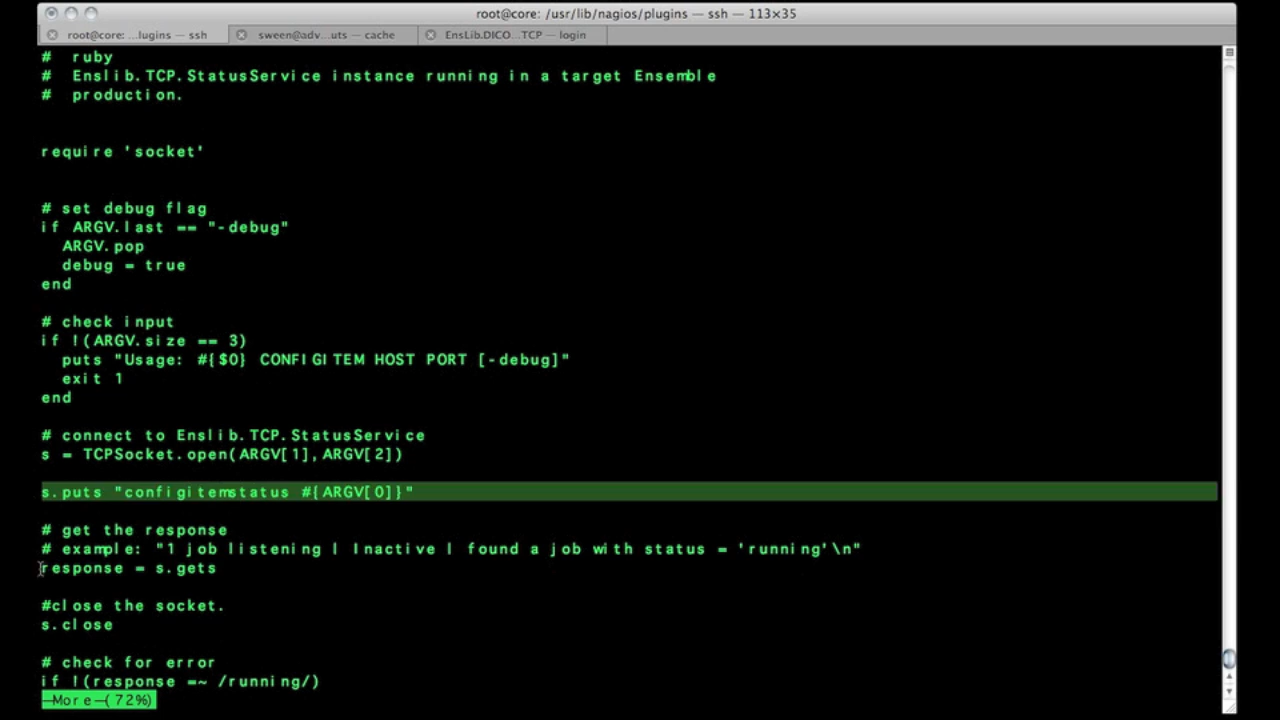 root@core: /usr/lib/nagios/plugins — ssh — 113×35
root@core: ...lugins — ssh
sween@adv...uts — cache
EnsLib.DICO...TCP — login
# ruby
# Enslib.TCP.StatusService instance running in a target Ensemble
# production.
require 'socket'
# set debug flag
if ARGV.last == "-debug"
ARGV.pop
debug = true
end
# check input
if !(ARGV.size == 3)
puts "Usage: #{$0} CONFIGITEM HOST PORT [-debug]"
exit 1
end
# connect to Enslib.TCP.StatusService
s = TCPSocket.open(ARGV[1],ARGV[2])
s.puts "configitemstatus #{ARGV[0]}"
# get the response
# example: "1 job listening | Inactive | found a job with status = 'running'\n"
response = s.gets
#close the socket.
s.close
# check for error
if !(response =~ /running/)
—More—(72%)